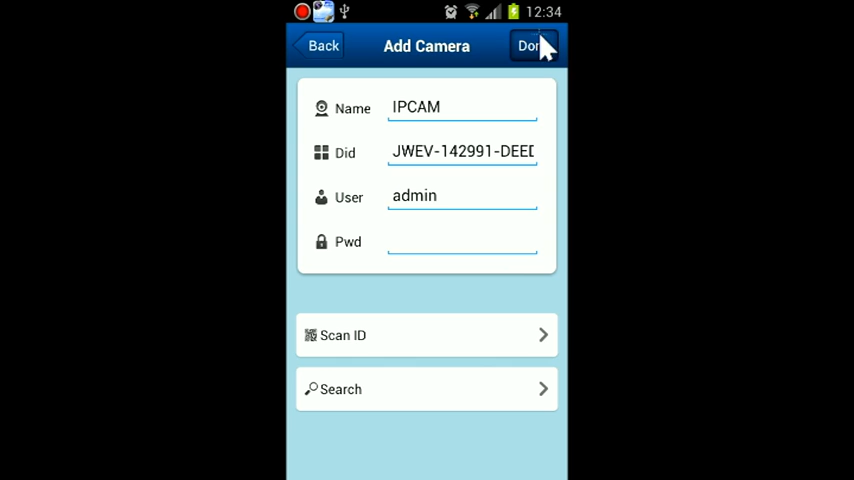 12:34
Back Add Camera
Name IPCAM
Did JWEV-142991-DEED
User admin
Pwd
Scan ID
Search